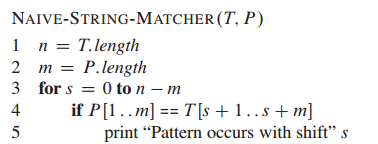 NAIVE-STRING-MATCHER(T, P)
1 n = T.length
2 m = P.length
3 for s = 0 to n − m
4 if P[1..m] == T[s + 1..s + m]
5 print “Pattern occurs with shift” s